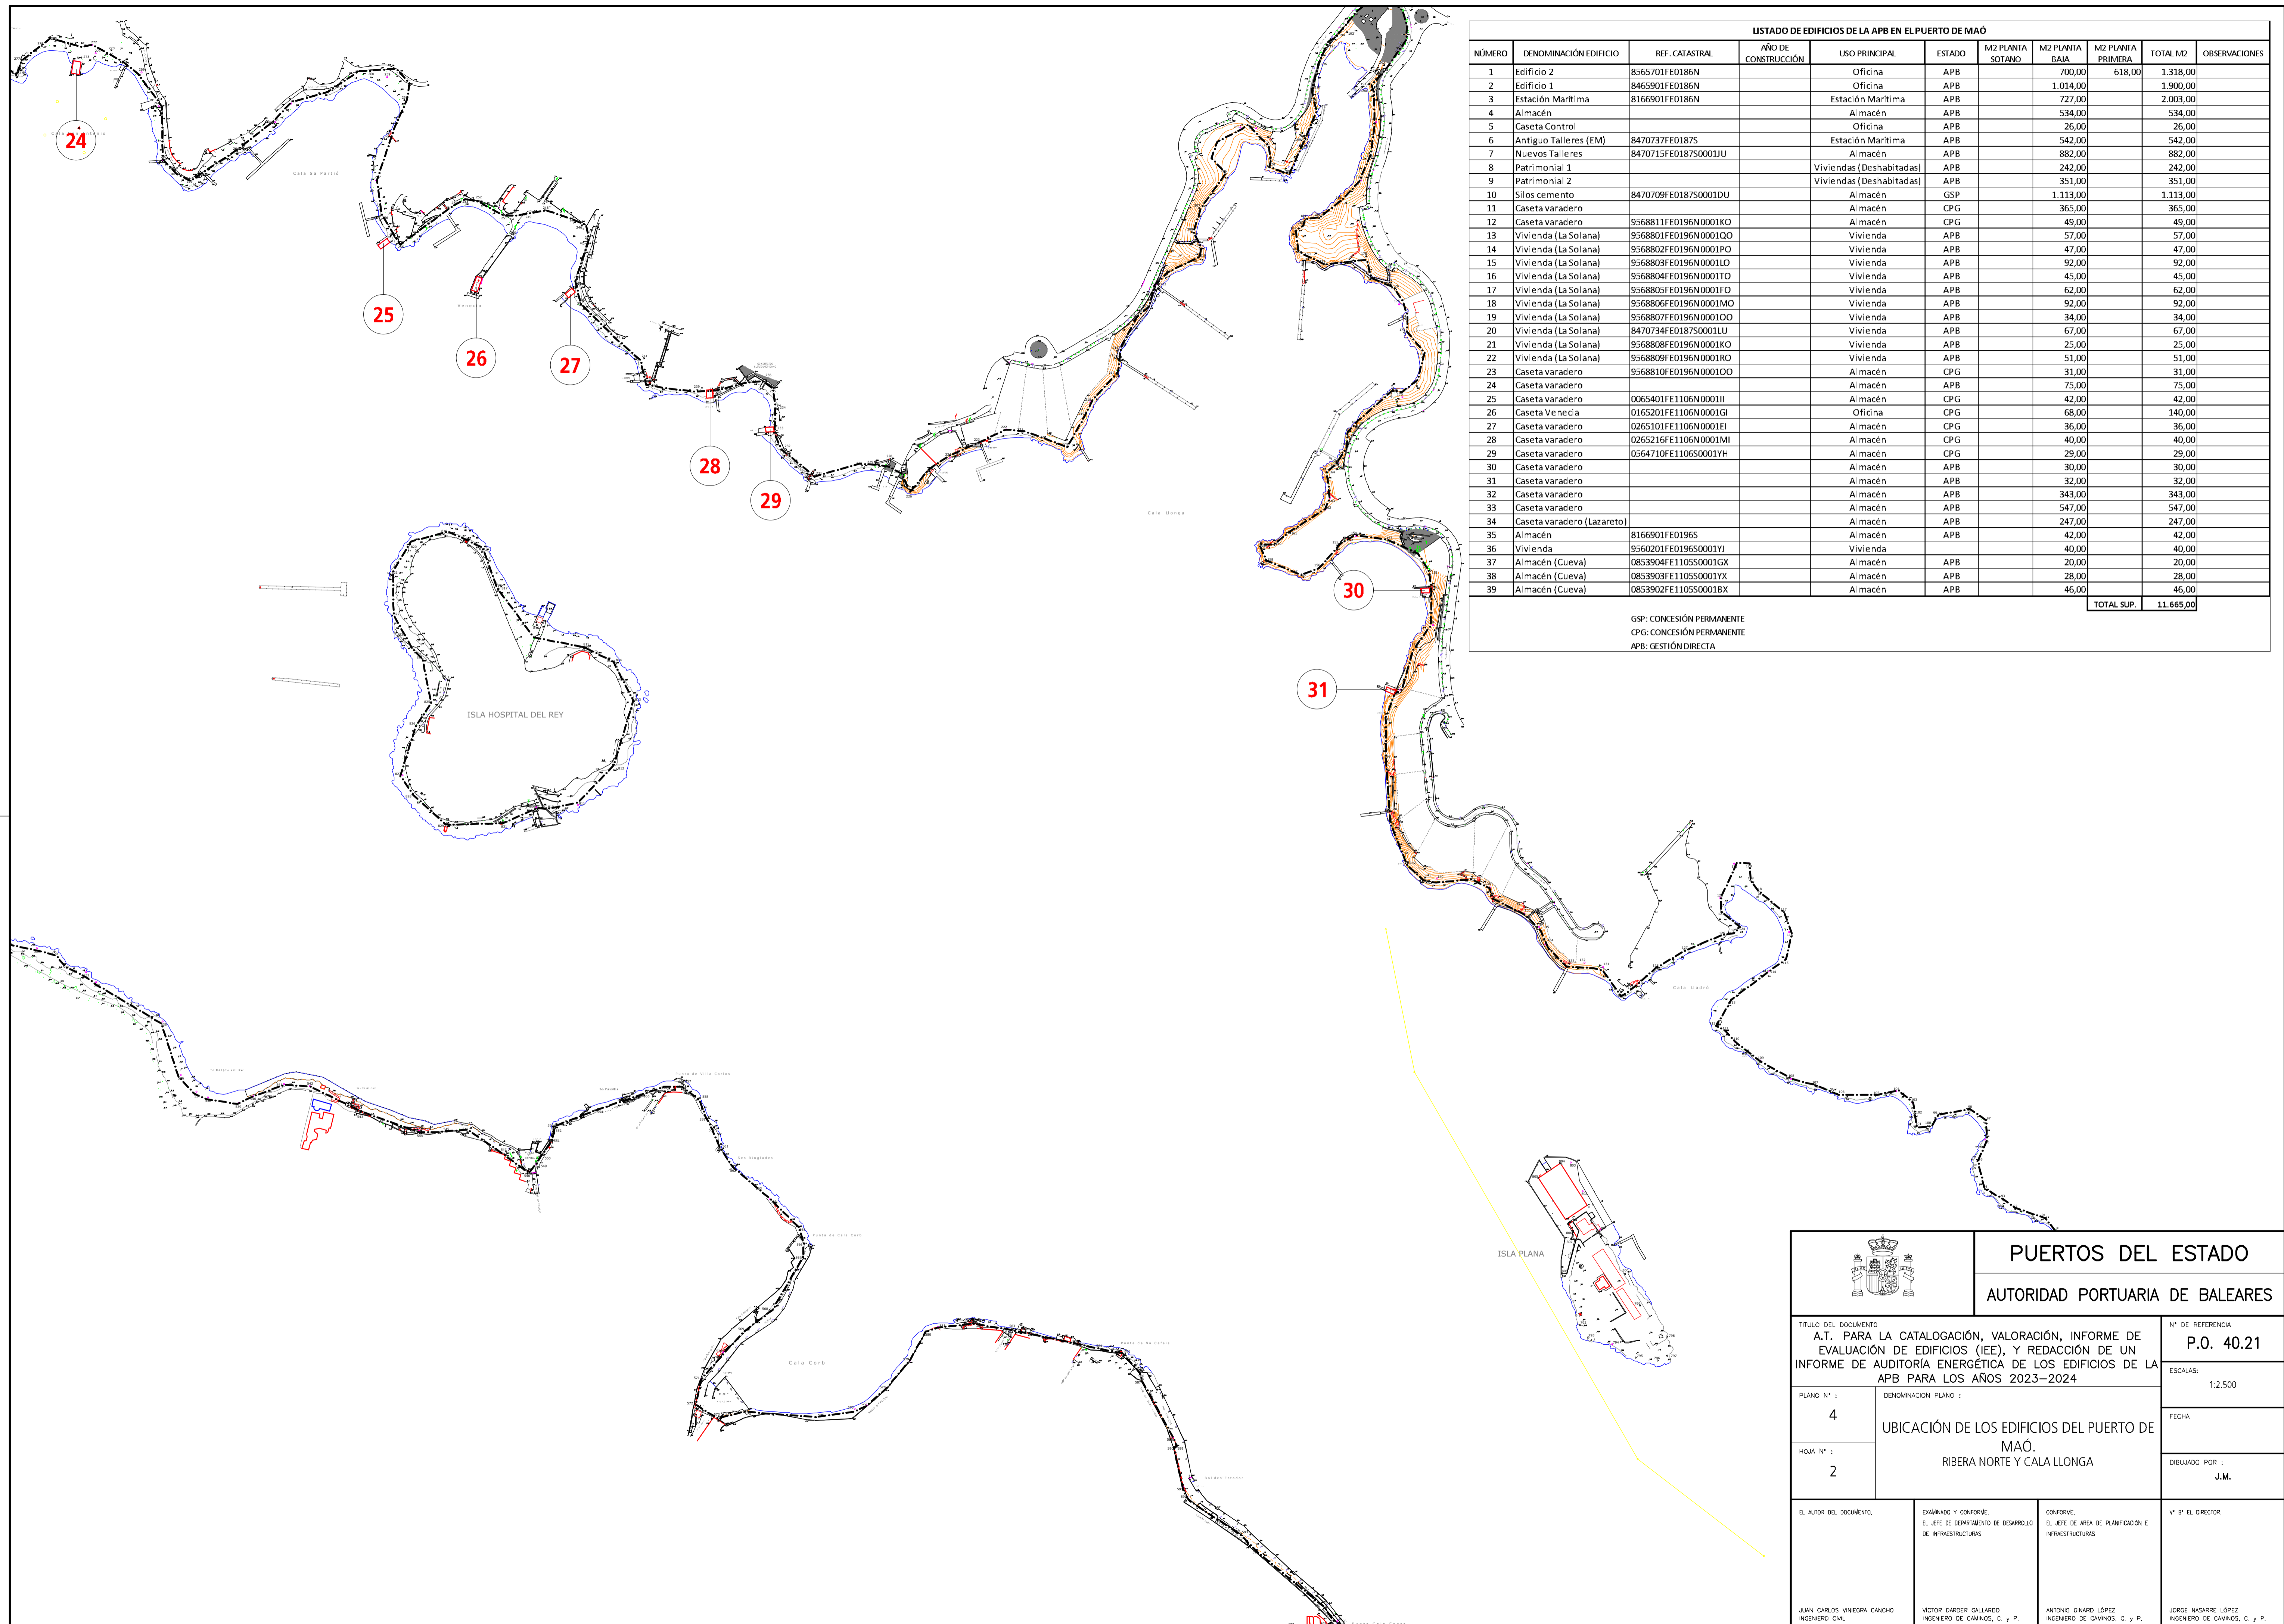 LISTADO DE EDIFICIOS DE LA APB EN EL PUERTO DE MAÓ
NÚMERO DENOMINACIÓN EDIFICIO REF. CATASTRAL AÑO DE CONSTRUCCIÓN USO PRINCIPAL ESTADO M2 PLANTA SOTANO M2 PLANTA BAJA M2 PLANTA PRIMERA TOTAL M2 OBSERVACIONES
1 Edificio 2 8565701FE0186N Oficina APB 700,00 618,00 1.318,00
2 Edificio 1 8465901FE0186N Oficina APB 1.014,00 1.900,00
3 Estación Marítima 8166901FE0186N Estación Marítima APB 727,00 2.003,00
4 Almacén Almacén APB 534,00 534,00
5 Caseta Control Oficina APB 26,00 26,00
6 Antiguo Talleres (EM) 8470737FE0187S Estación Marítima APB 542,00 542,00
7 Nuevos Talleres 8470715FE0187S0001JU Almacén APB 882,00 882,00
8 Patrimonial 1 Viviendas (Deshabitadas) APB 242,00 242,00
9 Patrimonial 2 Viviendas (Deshabitadas) APB 351,00 351,00
10 Silos cemento 8470709FE0187S0001DU Almacén GSP 1.113,00 1.113,00
11 Caseta varadero Almacén CPG 365,00 365,00
12 Caseta varadero 9568811FE0196N0001KO Almacén CPG 49,00 49,00
13 Vivienda (La Solana) 9568801FE0196N0001QO Vivienda APB 57,00 57,00
14 Vivienda (La Solana) 9568802FE0196N0001PO Vivienda APB 47,00 47,00
15 Vivienda (La Solana) 9568803FE0196N0001LO Vivienda APB 92,00 92,00
16 Vivienda (La Solana) 9568804FE0196N0001TO Vivienda APB 45,00 45,00
17 Vivienda (La Solana) 9568805FE0196N0001FO Vivienda APB 62,00 62,00
18 Vivienda (La Solana) 9568806FE0196N0001MO Vivienda APB 92,00 92,00
19 Vivienda (La Solana) 9568807FE0196N0001OO Vivienda APB 34,00 34,00
20 Vivienda (La Solana) 8470734FE0187S0001LU Vivienda APB 67,00 67,00
21 Vivienda (La Solana) 9568808FE0196N0001KO Vivienda APB 25,00 25,00
22 Vivienda (La Solana) 9568809FE0196N0001RO Vivienda APB 51,00 51,00
23 Caseta varadero 9568810FE0196N0001OO Almacén CPG 31,00 31,00
24 Caseta varadero Almacén APB 75,00 75,00
25 Caseta varadero 0065401FE1106N0001II Almacén CPG 42,00 42,00
26 Caseta Venecia 0165201FE1106N0001GI Oficina CPG 68,00 140,00
27 Caseta varadero 0265101FE1106N0001EI Almacén CPG 36,00 36,00
28 Caseta varadero 0265216FE1106N0001MI Almacén CPG 40,00 40,00
29 Caseta varadero 0564710FE1106S0001YH Almacén CPG 29,00 29,00
30 Caseta varadero Almacén APB 30,00 30,00
31 Caseta varadero Almacén APB 32,00 32,00
32 Caseta varadero Almacén APB 343,00 343,00
33 Caseta varadero Almacén APB 547,00 547,00
34 Caseta varadero (Lazareto) Almacén APB 247,00 247,00
35 Almacén 8166901FE0196S Almacén APB 42,00 42,00
36 Vivienda 9560201FE0196S0001YJ Vivienda 40,00 40,00
37 Almacén (Cueva) 0853904FE1105S0001GX Almacén APB 20,00 20,00
38 Almacén (Cueva) 0853903FE1105S0001YX Almacén APB 28,00 28,00
39 Almacén (Cueva) 0853902FE1105S0001BX Almacén APB 46,00 46,00
TOTAL SUP. 11.665,00
GSP: CONCESIÓN PERMANENTE
CPG: CONCESIÓN PERMANENTE
APB: GESTIÓN DIRECTA
24
Cala Sa Partió
25
Venecia
26
27
28
29
Cala Llonga
30
31
ISLA HOSPITAL DEL REY
Cala Corb
Punta de Villa Carlos
Punta de Cala Corb
ISLA PLANA
PUERTOS DEL ESTADO
AUTORIDAD PORTUARIA DE BALEARES
TITULO DEL DOCUMENTO
A.T. PARA LA CATALOGACIÓN, VALORACIÓN, INFORME DE
EVALUACIÓN DE EDIFICIOS (IEE), Y REDACCIÓN DE UN
INFORME DE AUDITORÍA ENERGÉTICA DE LOS EDIFICIOS DE LA
APB PARA LOS AÑOS 2023–2024
Nº DE REFERENCIA
P.O. 40.21
ESCALAS:
1:2.500
PLANO Nº :
4
DENOMINACION PLANO :
UBICACIÓN DE LOS EDIFICIOS DEL PUERTO DE
MAÓ.
RIBERA NORTE Y CALA LLONGA
FECHA
HOJA Nº :
2
DIBUJADO POR :
J.M.
EL AUTOR DEL DOCUMENTO,
JUAN CARLOS VINIEGRA CANCHO
INGENIERO CIVIL
EXAMINADO Y CONFORME,
EL JEFE DE DEPARTAMENTO DE DESARROLLO
DE INFRAESTRUCTURAS
VÍCTOR DARDER GALLARDO
INGENIERO DE CAMINOS, C. y P.
CONFORME,
EL JEFE DE ÁREA DE PLANIFICACIÓN E
INFRAESTRUCTURAS
ANTONIO GINARD LÓPEZ
INGENIERO DE CAMINOS, C. y P.
Vº Bº EL DIRECTOR,
JORGE NASARRE LÓPEZ
INGENIERO DE CAMINOS, C. y P.